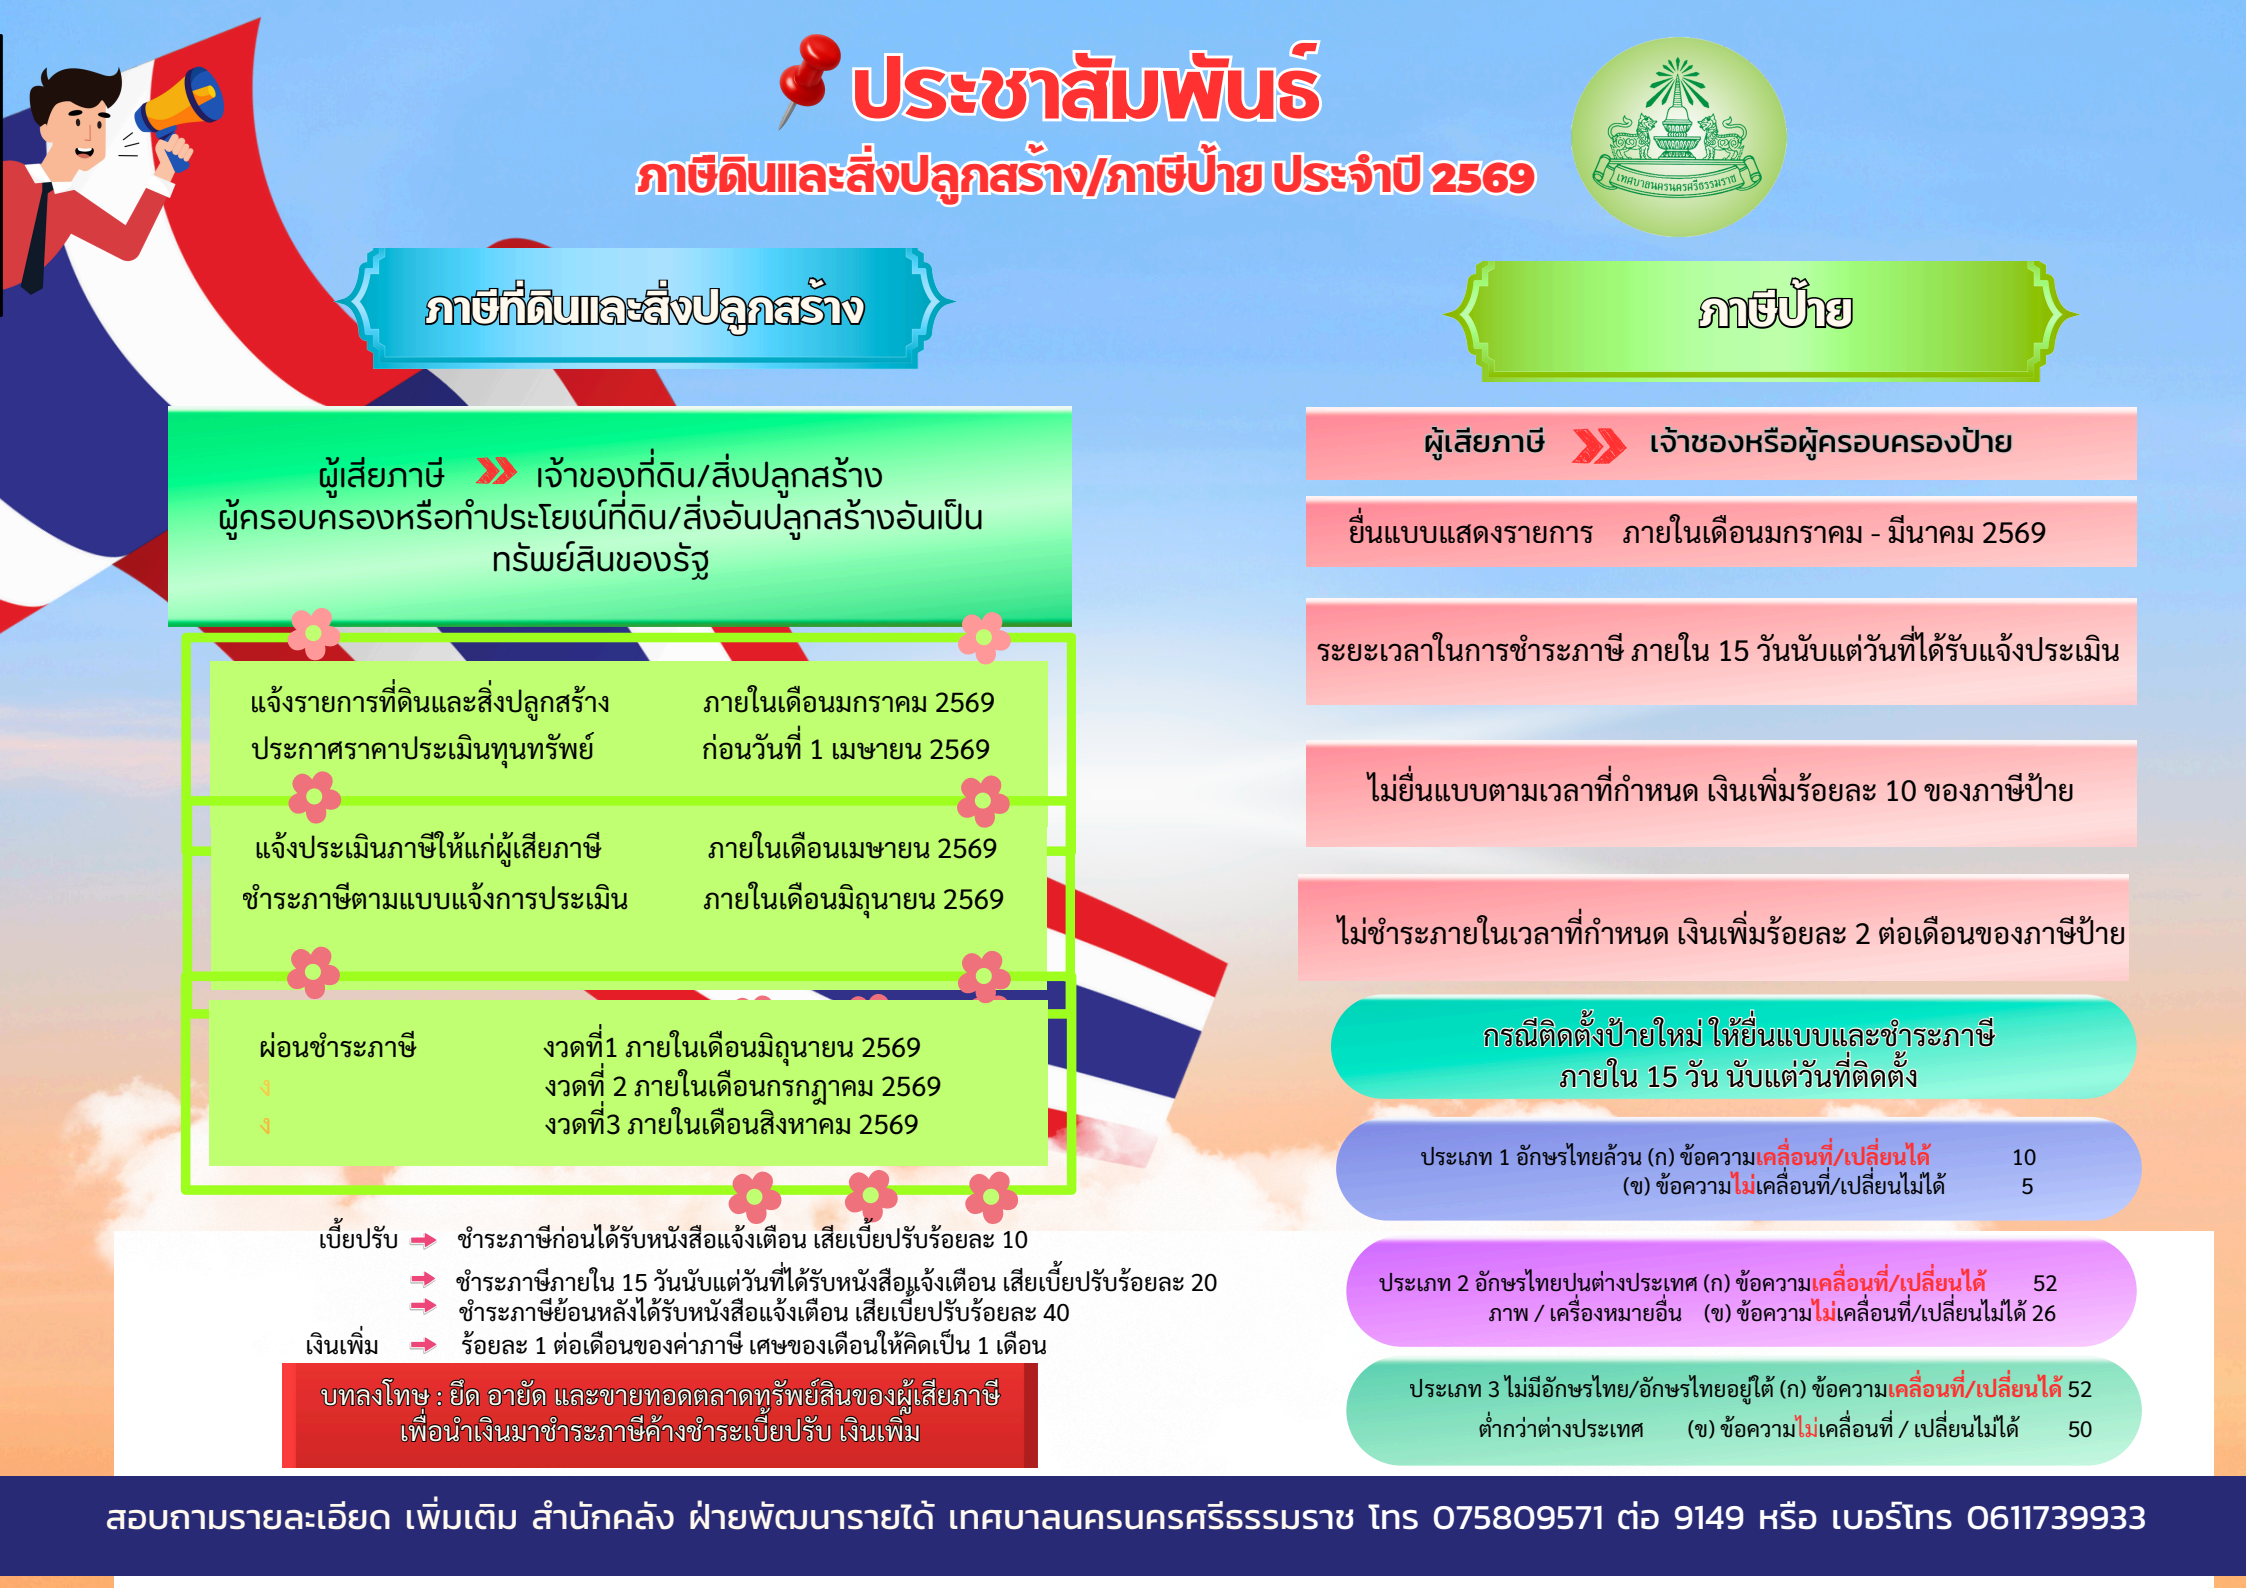 ประชาสัมพันธ์
ภาษีดินและสิ่งปลูกสร้าง/ภาษีป้าย ประจำปี 2569
เทศบาลนครนครศรีธรรมราช
ภาษีที่ดินและสิ่งปลูกสร้าง
ผู้เสียภาษี เจ้าของที่ดิน/สิ่งปลูกสร้าง
ผู้ครอบครองหรือทำประโยชน์ที่ดิน/สิ่งอันปลูกสร้างอันเป็น
ทรัพย์สินของรัฐ
แจ้งรายการที่ดินและสิ่งปลูกสร้าง ภายในเดือนมกราคม 2569
ประกาศราคาประเมินทุนทรัพย์ ก่อนวันที่ 1 เมษายน 2569
แจ้งประเมินภาษีให้แก่ผู้เสียภาษี ภายในเดือนเมษายน 2569
ชำระภาษีตามแบบแจ้งการประเมิน ภายในเดือนมิถุนายน 2569
ผ่อนชำระภาษี งวดที่1 ภายในเดือนมิถุนายน 2569
ง งวดที่ 2 ภายในเดือนกรกฎาคม 2569
ง งวดที่3 ภายในเดือนสิงหาคม 2569
เบี้ยปรับ ชำระภาษีก่อนได้รับหนังสือแจ้งเตือน เสียเบี้ยปรับร้อยละ 10
ชำระภาษีภายใน 15 วันนับแต่วันที่ได้รับหนังสือแจ้งเตือน เสียเบี้ยปรับร้อยละ 20
ชำระภาษีย้อนหลังได้รับหนังสือแจ้งเตือน เสียเบี้ยปรับร้อยละ 40
เงินเพิ่ม ร้อยละ 1 ต่อเดือนของค่าภาษี เศษของเดือนให้คิดเป็น 1 เดือน
บทลงโทษ : ยึด อายัด และขายทอดตลาดทรัพย์สินของผู้เสียภาษี
เพื่อนำเงินมาชำระภาษีค้างชำระเบี้ยปรับ เงินเพิ่ม
ภาษีป้าย
ผู้เสียภาษี เจ้าชองหรือผู้ครอบครองป้าย
ยื่นแบบแสดงรายการ ภายในเดือนมกราคม - มีนาคม 2569
ระยะเวลาในการชำระภาษี ภายใน 15 วันนับแต่วันที่ได้รับแจ้งประเมิน
ไม่ยื่นแบบตามเวลาที่กำหนด เงินเพิ่มร้อยละ 10 ของภาษีป้าย
ไม่ชำระภายในเวลาที่กำหนด เงินเพิ่มร้อยละ 2 ต่อเดือนของภาษีป้าย
กรณีติดตั้งป้ายใหม่ ให้ยื่นแบบและชำระภาษี
ภายใน 15 วัน นับแต่วันที่ติดตั้ง
ประเภท 1 อักษรไทยล้วน (ก) ข้อความเคลื่อนที่/เปลี่ยนได้ 10
(ข) ข้อความไม่เคลื่อนที่/เปลี่ยนไม่ได้ 5
ประเภท 2 อักษรไทยปนต่างประเทศ (ก) ข้อความเคลื่อนที่/เปลี่ยนได้ 52
ภาพ / เครื่องหมายอื่น (ข) ข้อความไม่เคลื่อนที่/เปลี่ยนไม่ได้ 26
ประเภท 3 ไม่มีอักษรไทย/อักษรไทยอยู่ใต้ (ก) ข้อความเคลื่อนที่/เปลี่ยนได้ 52
ต่ำกว่าต่างประเทศ (ข) ข้อความไม่เคลื่อนที่ / เปลี่ยนไม่ได้ 50
สอบถามรายละเอียด เพิ่มเติม สำนักคลัง ฝ่ายพัฒนารายได้ เทศบาลนครนครศรีธรรมราช โทร 075809571 ต่อ 9149 หรือ เบอร์โทร 0611739933